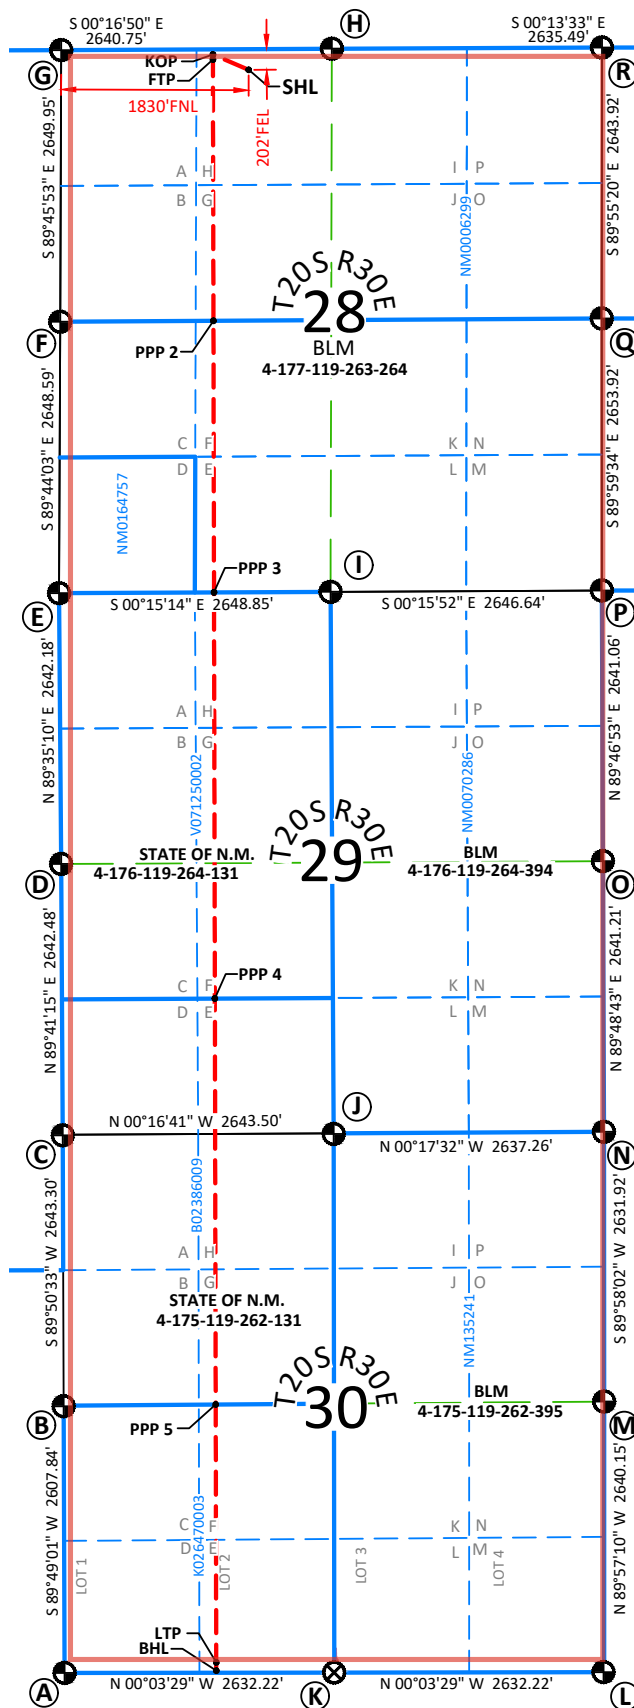 S 00°16'50" E
2640.75'
H
S 00°13'33" E
2635.49'
G
KOP
FTP
SHL
R
1830'FNL
202'FEL
S 89°45'53" E 2649.95'
S 89°55'20" E 2643.92'
A H
B G
I P
J O
NM0006299
T20S R30E
28
BLM
4-177-119-263-264
F
PPP 2
Q
S 89°44'03" E 2648.59'
S 89°59'34" E 2653.92'
C F
D E
K N
L M
NM0164757
PPP 3
I
E
S 00°15'14" E 2648.85'
S 00°15'52" E 2646.64'
P
N 89°35'10" E 2642.18'
N 89°46'53" E 2641.06'
A H
B G
I P
J O
V071250002
NM0070286
T20S R30E
29
STATE OF N.M.
4-176-119-264-131
BLM
4-176-119-264-394
D
O
N 89°41'15" E 2642.48'
N 89°48'43" E 2641.21'
C F
D E
PPP 4
K N
L M
J
N 00°16'41" W 2643.50'
C
N 00°17'32" W 2637.26'
N
S 89°50'33" W 2643.30'
S 89°58'02" W 2631.92'
B02386009
A H
B G
I P
J O
STATE OF N.M.
4-175-119-262-131
NM135241
T20S R30E
30
BLM
4-175-119-262-395
B
PPP 5
M
S 89°49'01" W 2607.84'
N 89°57'10" W 2640.15'
K026470003
C F
D E
K N
L M
LOT 1
LOT 2
LOT 3
LOT 4
LTP
BHL
A
N 00°03'29" W 2632.22'
K
N 00°03'29" W 2632.22'
L